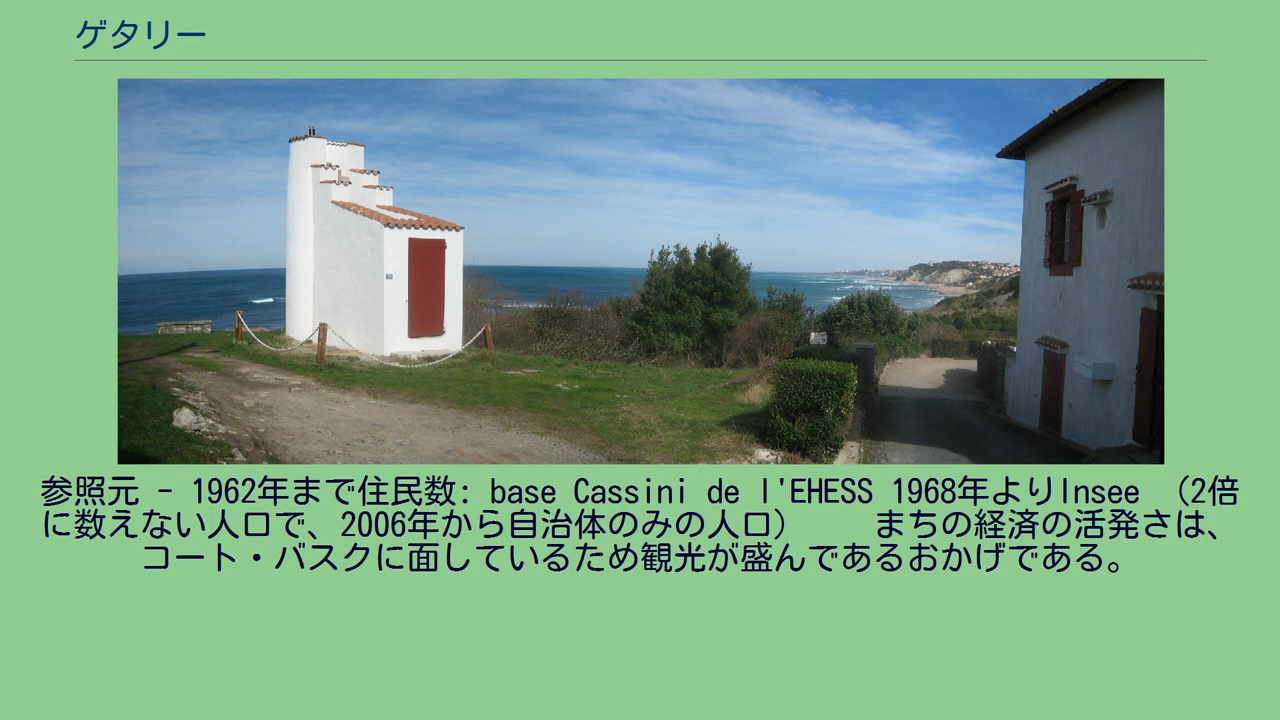 ゲタリー
参照元 - 1962年まで住民数: base Cassini de l'EHESS 1968年よりInsee （2倍
に数えない人口で、2006年から自治体のみの人口）　　まちの経済の活発さは、
コート・バスクに面しているため観光が盛んであるおかげである。